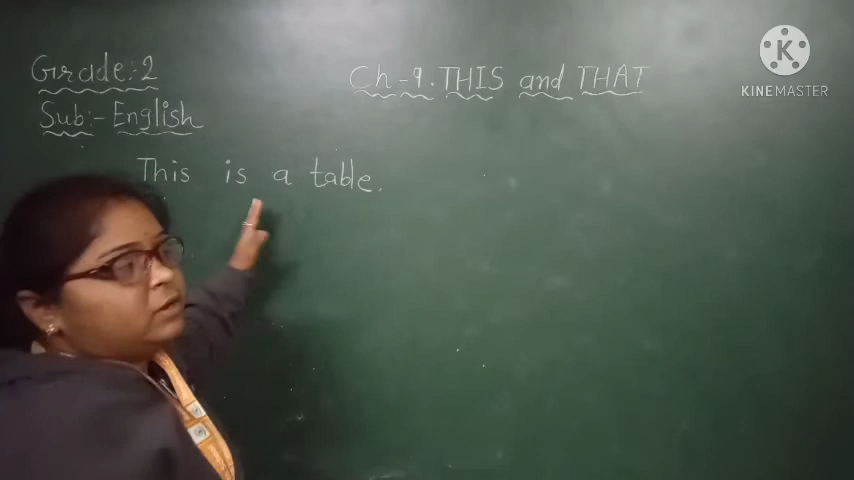 Grade:-2
Ch-9. THIS and THAT
Sub:- English
This is a table.
KINEMASTER